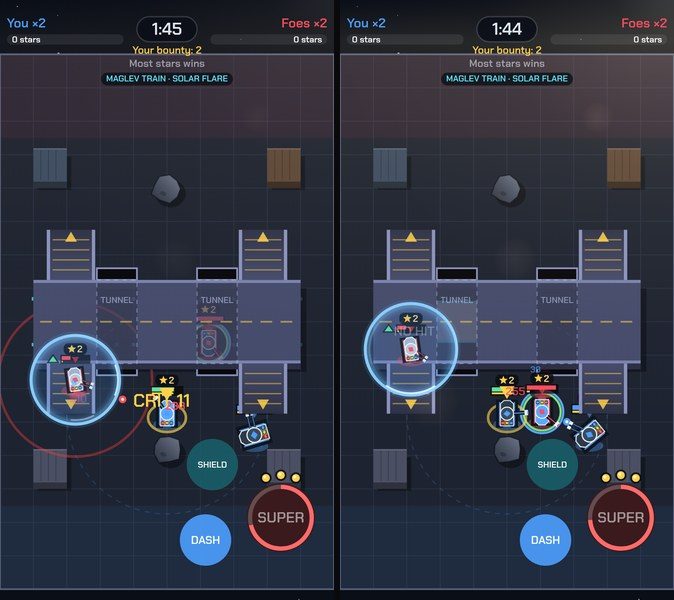 You ×2
1:45
Foes ×2
0 stars
0 stars
Your bounty: 2
Most stars wins
MAGLEV TRAIN · SOLAR FLARE
TUNNEL
TUNNEL
★2
★2
★2
CRIT 11
SHIELD
SUPER
DASH
You ×2
1:44
Foes ×2
0 stars
0 stars
Your bounty: 2
Most stars wins
MAGLEV TRAIN · SOLAR FLARE
TUNNEL
TUNNEL
★2
NO HIT
★2
★2
SHIELD
SUPER
DASH